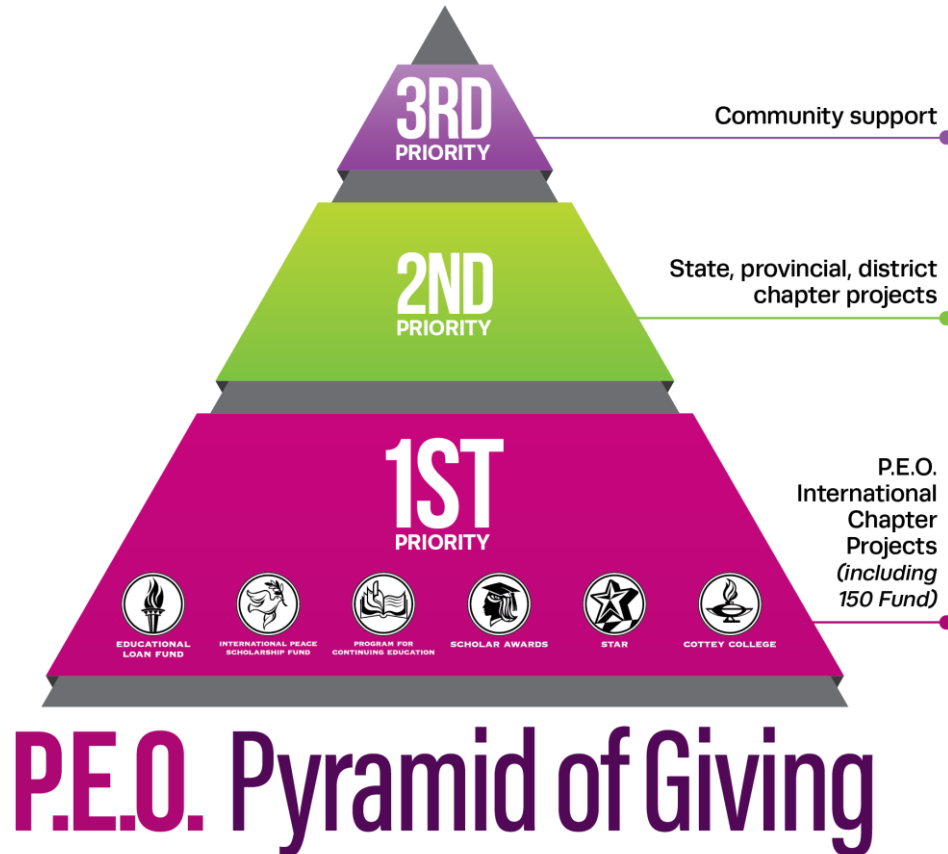 3RD
PRIORITY
Community support
2ND
PRIORITY
State, provincial, district
chapter projects
1ST
PRIORITY
P.E.O.
International
Chapter
Projects
(including
150 Fund)
EDUCATIONAL
LOAN FUND
INTERNATIONAL PEACE
SCHOLARSHIP FUND
PROGRAM FOR
CONTINUING EDUCATION
SCHOLAR AWARDS
STAR
COTTEY COLLEGE
P.E.O. Pyramid of Giving